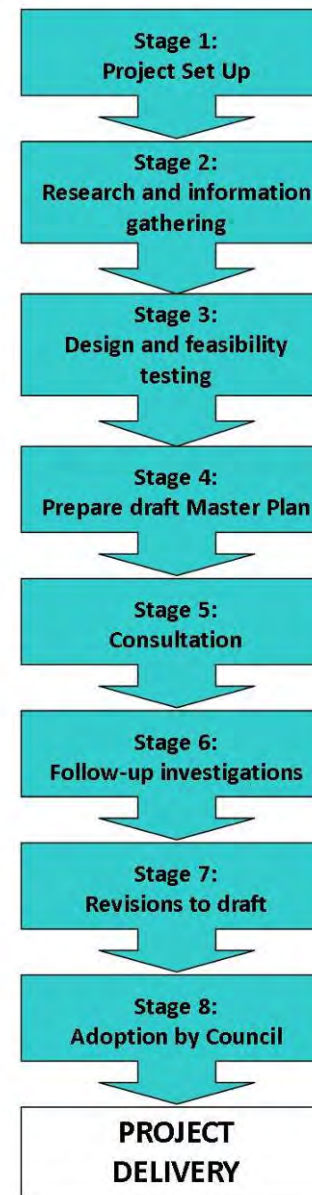 Stage 1:
Project Set Up
Stage 2:
Research and information
gathering
Stage 3:
Design and feasibility
testing
Stage 4:
Prepare draft Master Plan
Stage 5:
Consultation
Stage 6:
Follow-up investigations
Stage 7:
Revisions to draft
Stage 8:
Adoption by Council
PROJECT
DELIVERY